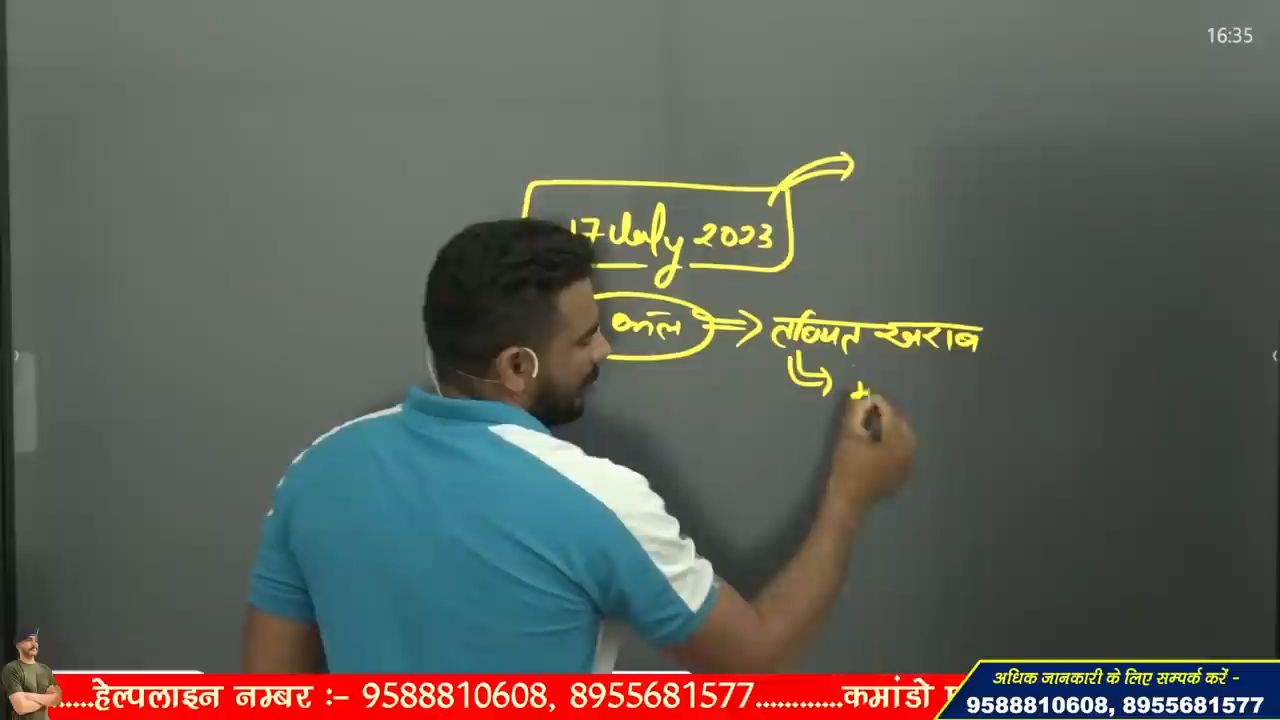 16:35
17 July 2023
कॉल ⇒ तबियत खराब
......हेल्पलाइन नम्बर :- 9588810608, 8955681577............कमांडो
अधिक जानकारी के लिए सम्पर्क करें -
9588810608, 8955681577